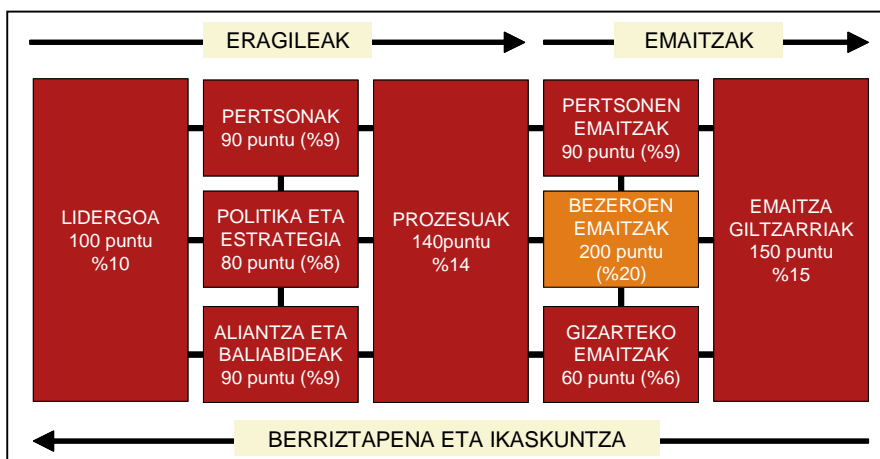 ERAGILEAK
EMAITZAK
LIDERGOA
100 puntu
%10
PERTSONAK
90 puntu (%9)
POLITIKA ETA
ESTRATEGIA
80 puntu (%8)
ALIANTZA ETA
BALIABIDEAK
90 puntu (%9)
PROZESUAK
140puntu
%14
PERTSONEN
EMAITZAK
90 puntu (%9)
BEZEROEN
EMAITZAK
200 puntu
(%20)
GIZARTEKO
EMAITZAK
60 puntu (%6)
EMAITZA
GILTZARRIAK
150 puntu
%15
BERRIZTAPENA ETA IKASKUNTZA